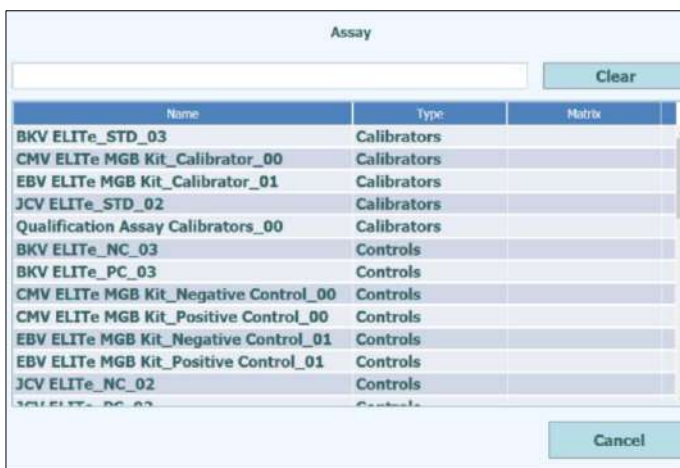 Assay
Clear
Name Type Matrix
BKV ELITe_STD_03 Calibrators
CMV ELITe MGB Kit_Calibrator_00 Calibrators
EBV ELITe MGB Kit_Calibrator_01 Calibrators
JCV ELITe_STD_02 Calibrators
Qualification Assay Calibrators_00 Calibrators
BKV ELITe_NC_03 Controls
BKV ELITe_PC_03 Controls
CMV ELITe MGB Kit_Negative Control_00 Controls
CMV ELITe MGB Kit_Positive Control_00 Controls
EBV ELITe MGB Kit_Negative Control_01 Controls
EBV ELITe MGB Kit_Positive Control_01 Controls
JCV ELITe_NC_02 Controls
Cancel